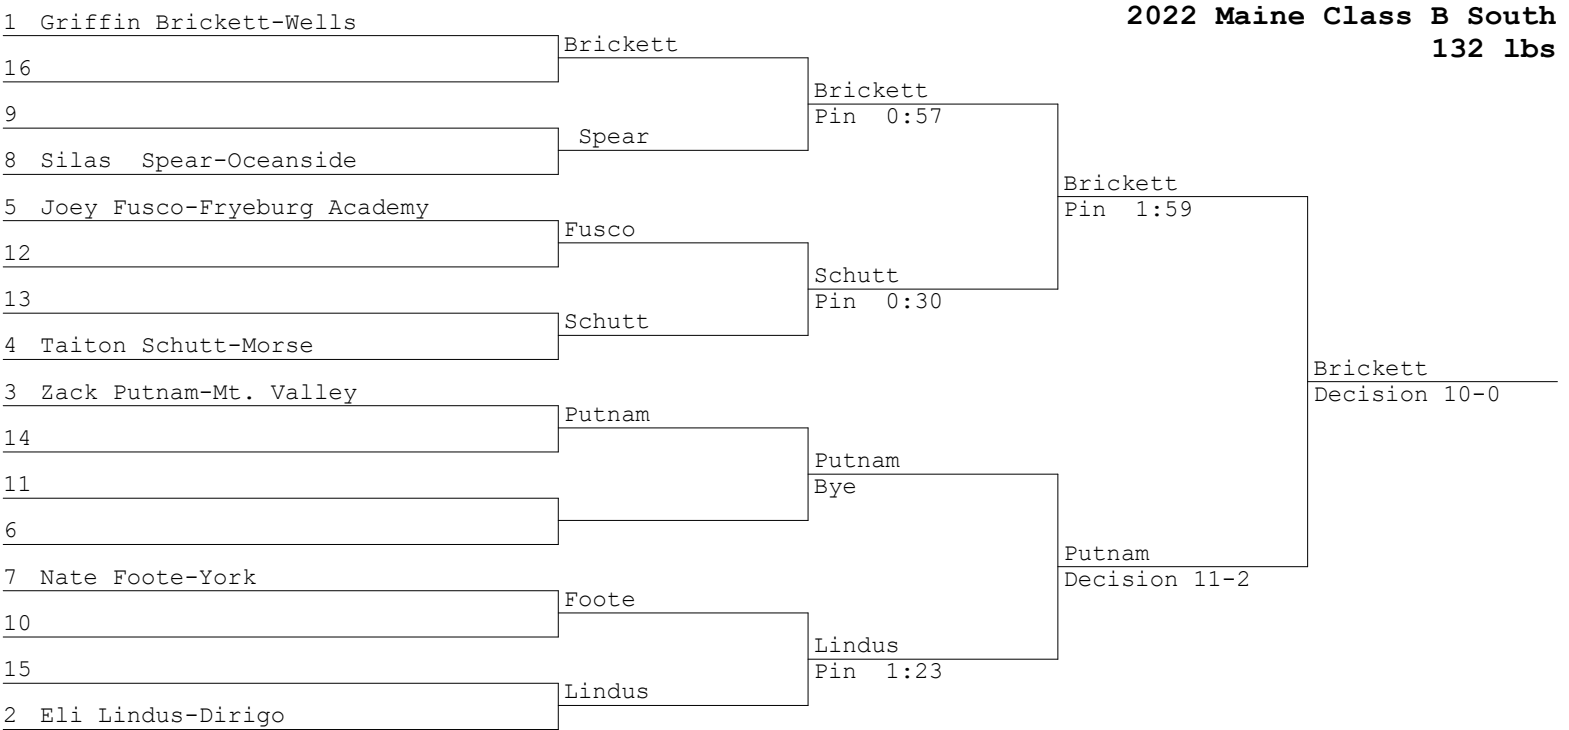 2022 Maine Class B South
132 lbs
1 Griffin Brickett-Wells
Brickett
16
Brickett
9
Pin 0:57
Spear
8 Silas Spear-Oceanside
Brickett
5 Joey Fusco-Fryeburg Academy
Pin 1:59
Fusco
12
Schutt
13
Pin 0:30
Schutt
4 Taiton Schutt-Morse
Brickett
3 Zack Putnam-Mt. Valley
Decision 10-0
Putnam
14
Putnam
11
Bye
6
Putnam
7 Nate Foote-York
Decision 11-2
Foote
10
Lindus
15
Pin 1:23
Lindus
2 Eli Lindus-Dirigo